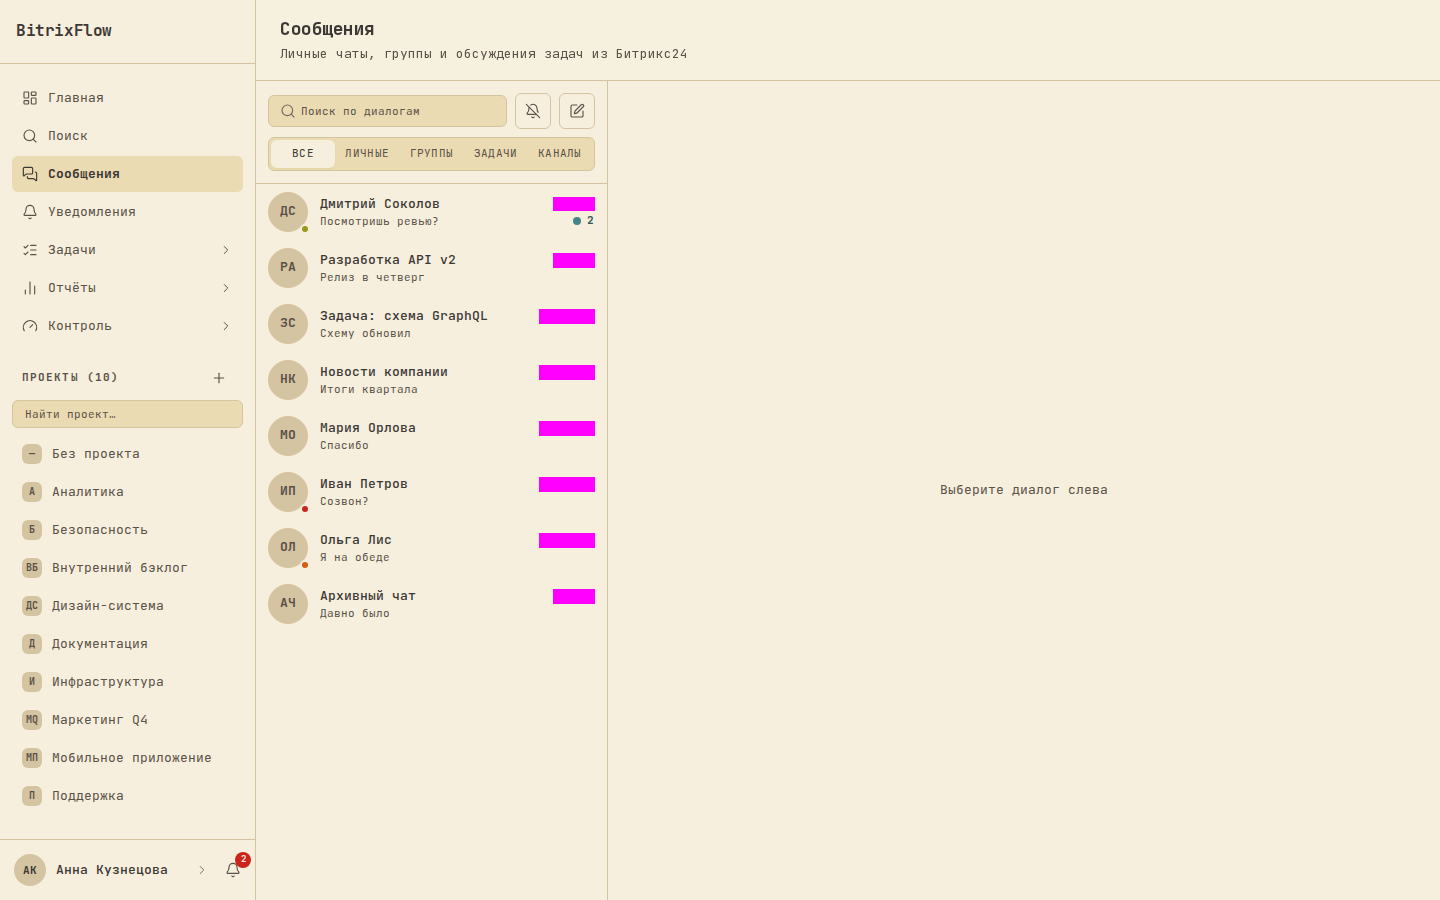 BitrixFlow
Главная
Поиск
Сообщения
Уведомления
Задачи
Отчёты
Контроль
ПРОЕКТЫ (10)
Найти проект…
— Без проекта
А Аналитика
Б Безопасность
ВБ Внутренний бэклог
ДС Дизайн-система
Д Документация
И Инфраструктура
MQ Маркетинг Q4
МП Мобильное приложение
П Поддержка
АК Анна Кузнецова 2
Сообщения
Личные чаты, группы и обсуждения задач из Битрикс24
Поиск по диалогам
ВСЕ ЛИЧНЫЕ ГРУППЫ ЗАДАЧИ КАНАЛЫ
ДС Дмитрий Соколов
Посмотришь ревью? 2
РА Разработка API v2
Релиз в четверг
ЗС Задача: схема GraphQL
Схему обновил
НК Новости компании
Итоги квартала
МО Мария Орлова
Спасибо
ИП Иван Петров
Созвон?
ОЛ Ольга Лис
Я на обеде
АЧ Архивный чат
Давно было
Выберите диалог слева